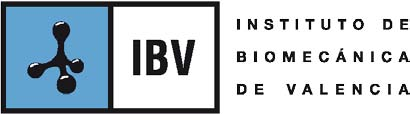 IBV
INSTITUTO DE
BIOMECÁNICA
DE VALENCIA